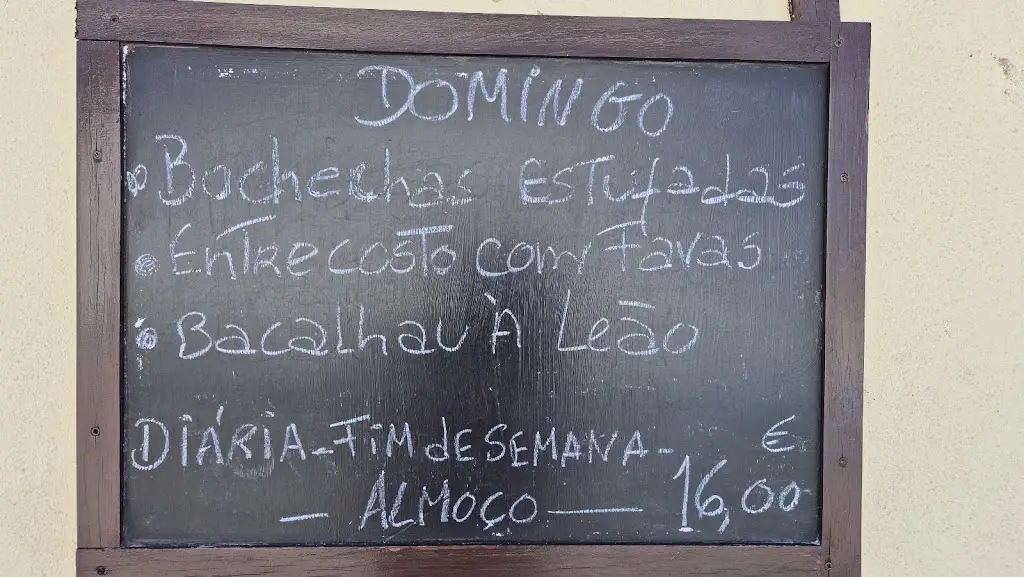 DOMINGO
• Bochechas ESTufadas
• ENTRecosTo com Favas
• Bacalhau À Leão
DIÁRIA - FIM de SEMANA - €
- ALMOÇO - 16,00